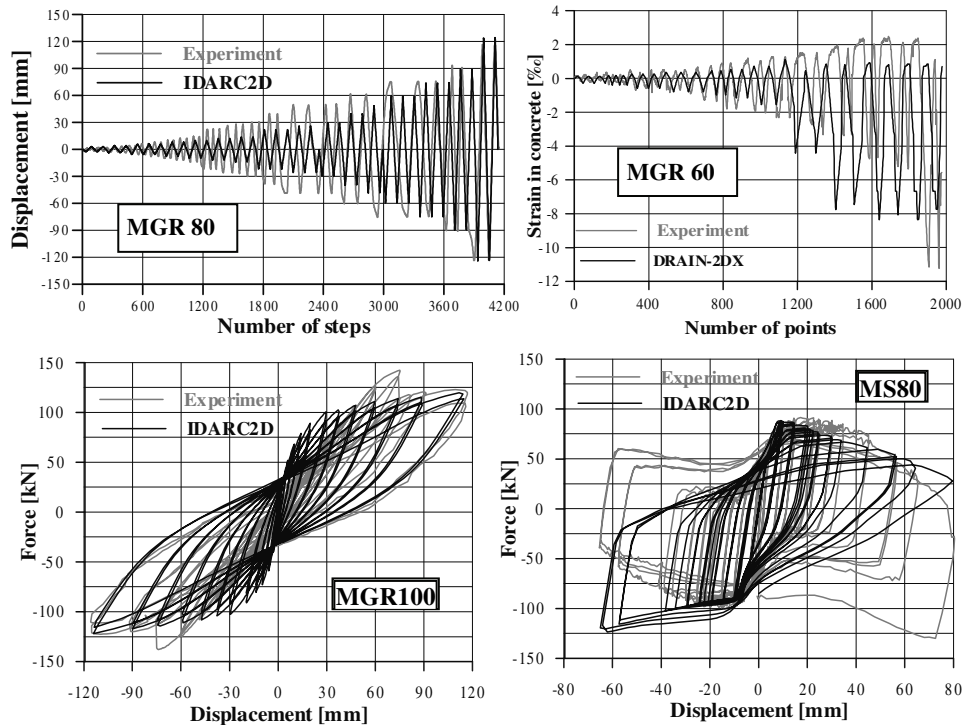 150
120
90
60
30
0
-30
-60
-90
-120
-150
Displacement [mm]
Experiment
IDARC2D
MGR 80
0 600 1200 1800 2400 3000 3600 4200
Number of steps
6
4
2
0
-2
-4
-6
-8
-10
-12
Strain in concrete [‰]
MGR 60
Experiment
DRAIN-2DX
0 400 800 1200 1600 2000
Number of points
150
100
50
0
-50
-100
-150
Force [kN]
Experiment
IDARC2D
MGR100
-120 -90 -60 -30 0 30 60 90 120
Displacement [mm]
150
100
50
0
-50
-100
-150
Force [kN]
Experiment
IDARC2D
MS80
-80 -60 -40 -20 0 20 40 60 80
Displacement [mm]